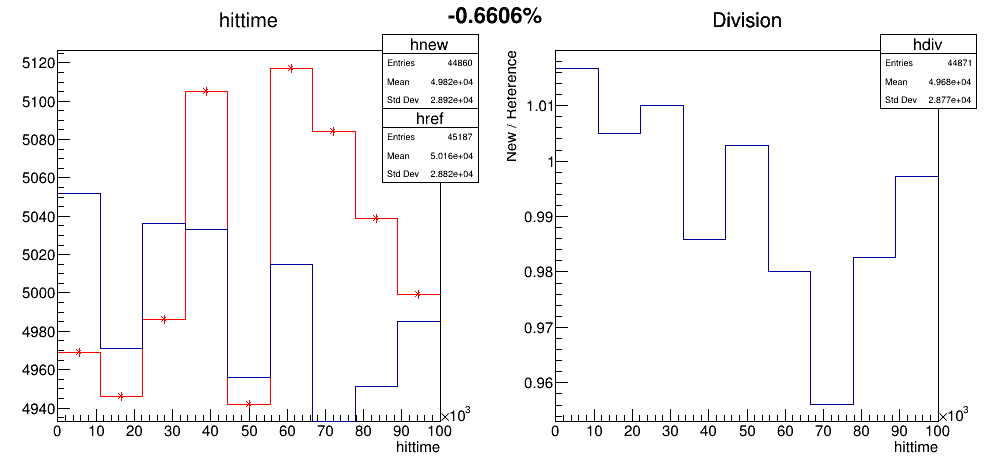 -0.6606%
hittime
hnew
Entries 44860
Mean 4.982e+04
Std Dev 2.892e+04
href
Entries 45187
Mean 5.016e+04
Std Dev 2.882e+04
5120
5100
5080
5060
5040
5020
5000
4980
4960
4940
0 10 20 30 40 50 60 70 80 90 100
×10³
hittime
Division
hdiv
Entries 44871
Mean 4.968e+04
Std Dev 2.877e+04
New / Reference
1.01
1
0.99
0.98
0.97
0.96
0 10 20 30 40 50 60 70 80 90 100
×10³
hittime